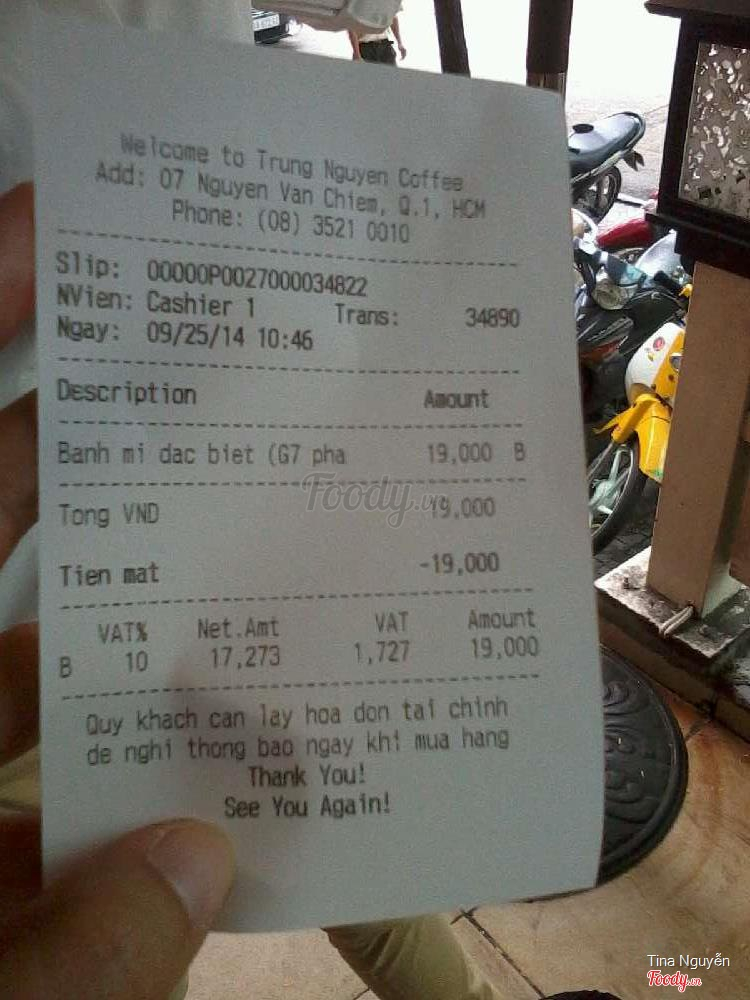 Welcome to Trung Nguyen Coffee
Add: 07 Nguyen Van Chiem, Q.1, HCM
Phone: (08) 3521 0010
Slip: 00000P0027000034822
NVien: Cashier 1 Trans: 34890
Ngay: 09/25/14 10:46
Description Amount
Banh mi dac biet (G7 pha 19,000 B
Foody.vn
Tong VND 19,000
Tien mat -19,000
VAT% Net.Amt VAT Amount
B 10 17,273 1,727 19,000
Quy khach can lay hoa don tai chinh
de nghi thong bao ngay khi mua hang
Thank You!
See You Again!
Tina Nguyễn
Foody.vn